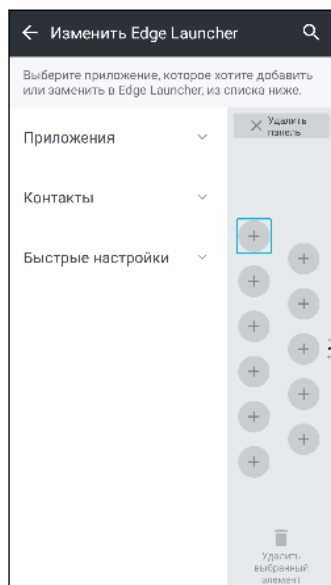 Изменить Edge Launcher
Выберите приложение, которое хотите добавить
или заменить в Edge Launcher, из списка ниже.
Удалить
панель
Приложения
Контакты
Быстрые настройки
Удалить
выбранный
элемент